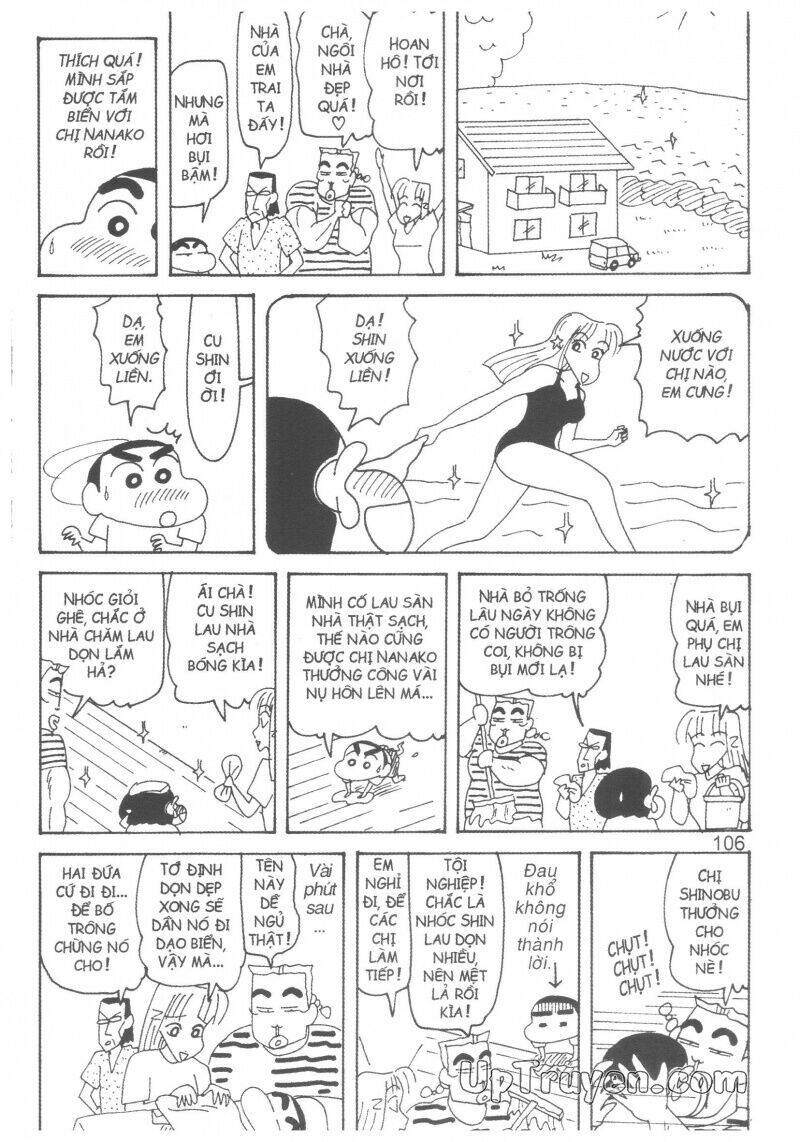 HOAN
HÔ! TỚI
NƠI
RỒI!
CHÀ,
NGÔI
NHÀ
ĐẸP
QUÁ!
NHÀ
CỦA
EM
TRAI
TA
ĐẤY!
NHƯNG
MÀ
HƠI
BỤI
BẬM!
THÍCH QUÁ!
MÌNH SẮP
ĐƯỢC TẮM
BIỂN VỚI
CHỊ NANAKO
RỒI!
XUỐNG
NƯỚC VỚI
CHỊ NÀO,
EM CƯNG!
DẠ!
SHIN
XUỐNG
LIỀN!
CU
SHIN
ỚI
ỜI!
DẠ,
EM
XUỐNG
LIỀN.
NHÀ BỤI
QUÁ, EM
PHỤ CHỊ
LAU SÀN
NHÉ!
NHÀ BỎ TRỐNG
LÂU NGÀY KHÔNG
CÓ NGƯỜI TRÔNG
COI, KHÔNG BỊ
BỤI MỚI LẠ!
MÌNH CỐ LAU SÀN
NHÀ THẬT SẠCH,
THẾ NÀO CŨNG
ĐƯỢC CHỊ NANAKO
THƯỞNG CÔNG VÀI
NỤ HÔN LÊN MÁ...
ÁI CHÀ!
CU SHIN
LAU NHÀ
SẠCH
BÓNG KÌA!
NHÓC GIỎI
GHÊ, CHẮC Ở
NHÀ CHĂM LAU
DỌN LẮM
HẢ?
106
CHỊ
SHINOBU
THƯỞNG
CHO
NHÓC
NÈ!
CHỤT!
CHỤT!
CHỤT!
Đau
khổ
không
nói
thành
lời.
TỘI
NGHIỆP!
CHẮC LÀ
NHÓC SHIN
LAU DỌN
NHIỀU,
NÊN MỆT
LẢ RỒI
KÌA!
EM
NGHỈ
ĐI, ĐỂ
CÁC
CHỊ
LÀM
TIẾP!
Vài
phút
sau
...
TÊN
NÀY
DỄ
NGỦ
THẬT!
TỚ ĐỊNH
DỌN DẸP
XONG SẼ
DẪN NÓ ĐI
DẠO BIỂN,
VẬY MÀ...
HAI ĐỨA
CỨ ĐI ĐI...
ĐỂ BỐ
TRÔNG
CHỪNG NÓ
CHO!
UpTruyen.com